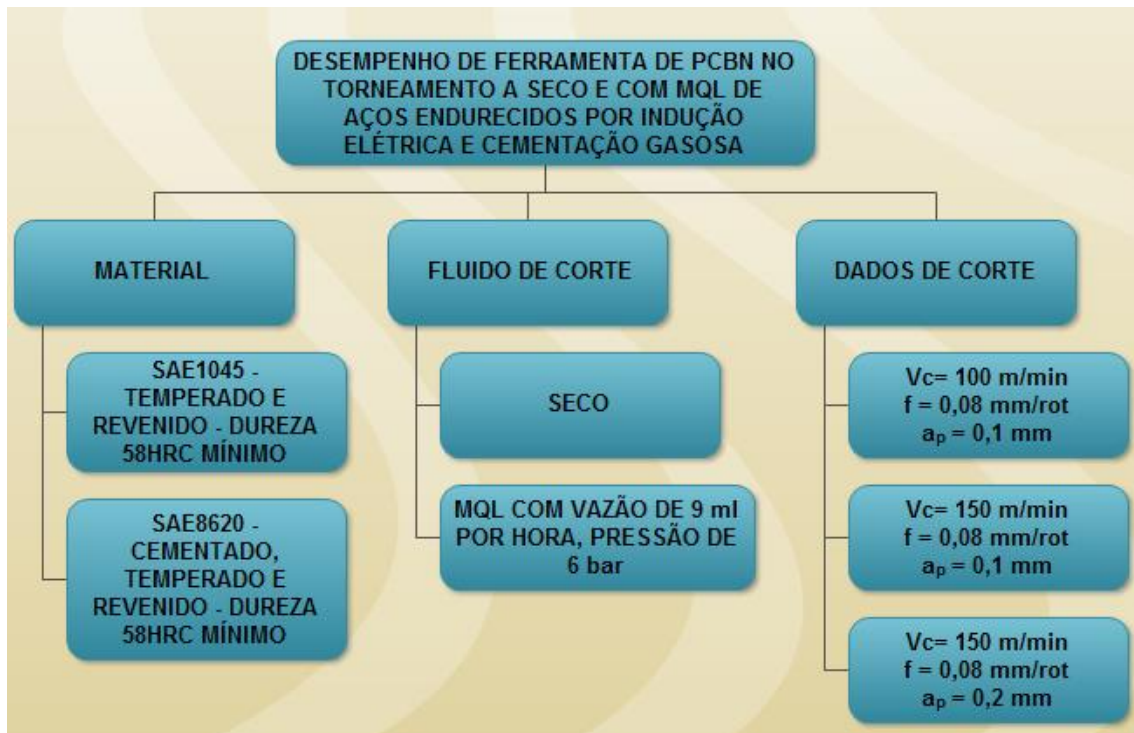 DESEMPENHO DE FERRAMENTA DE PCBN NO
TORNEAMENTO A SECO E COM MQL DE
AÇOS ENDURECIDOS POR INDUÇÃO
ELÉTRICA E CEMENTAÇÃO GASOSA
MATERIAL
SAE1045 -
TEMPERADO E
REVENIDO - DUREZA
58HRC MÍNIMO
SAE8620 -
CEMENTADO,
TEMPERADO E
REVENIDO - DUREZA
58HRC MÍNIMO
FLUIDO DE CORTE
SECO
MQL COM VAZÃO DE 9 ml
POR HORA, PRESSÃO DE
6 bar
DADOS DE CORTE
Vc= 100 m/min
f = 0,08 mm/rot
aₚ = 0,1 mm
Vc= 150 m/min
f = 0,08 mm/rot
aₚ = 0,1 mm
Vc= 150 m/min
f = 0,08 mm/rot
aₚ = 0,2 mm